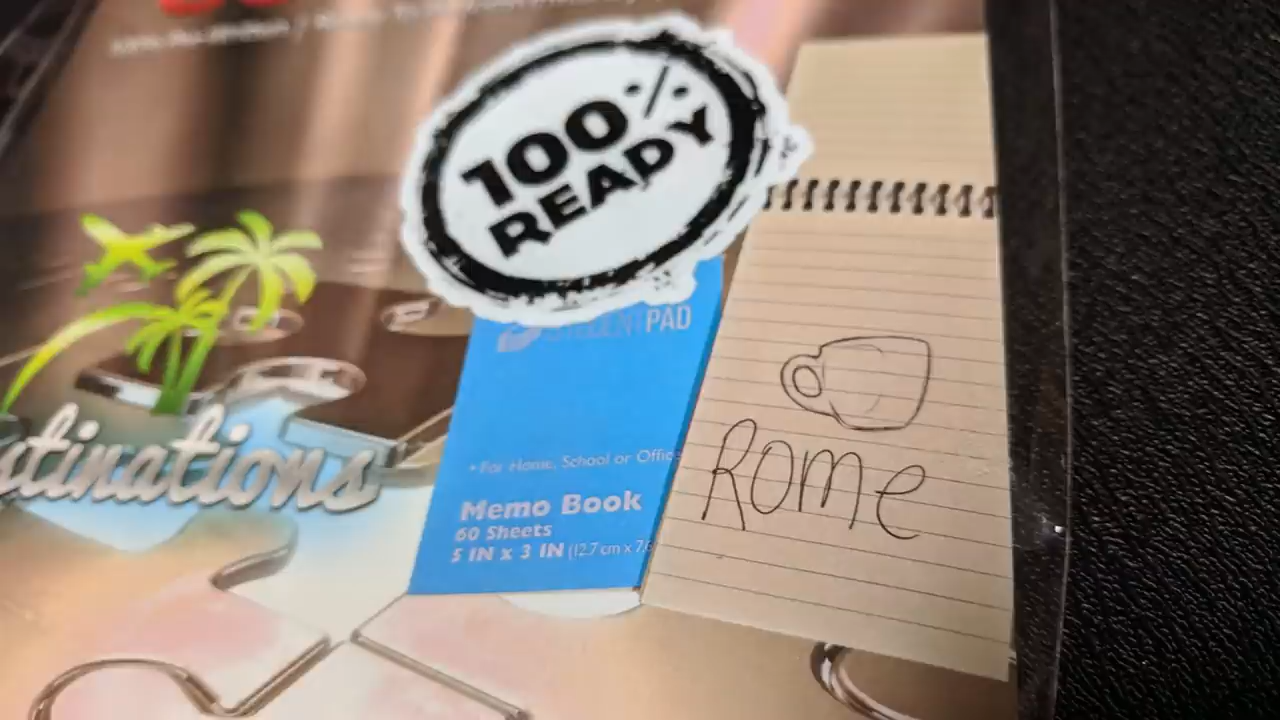 100%
READY
PAD
stinations
• For Home, School or Office
Memo Book
60 Sheets
5 IN x 3 IN (12.7 cm x 7.6
Rome